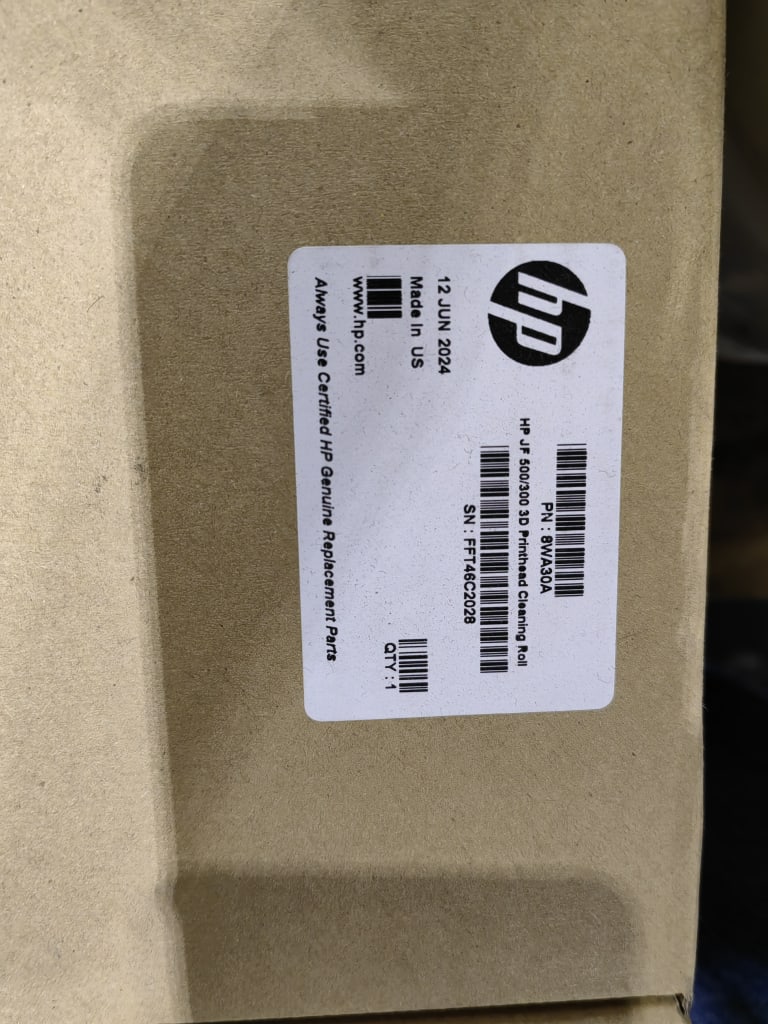 hp
PN : 8WA30A
HP JF 500/300 3D Printhead Cleaning Roll
SN : FFT46C2028
12 JUN 2024
Made In US
www.hp.com
QTY : 1
Always Use Certified HP Genuine Replacement Parts